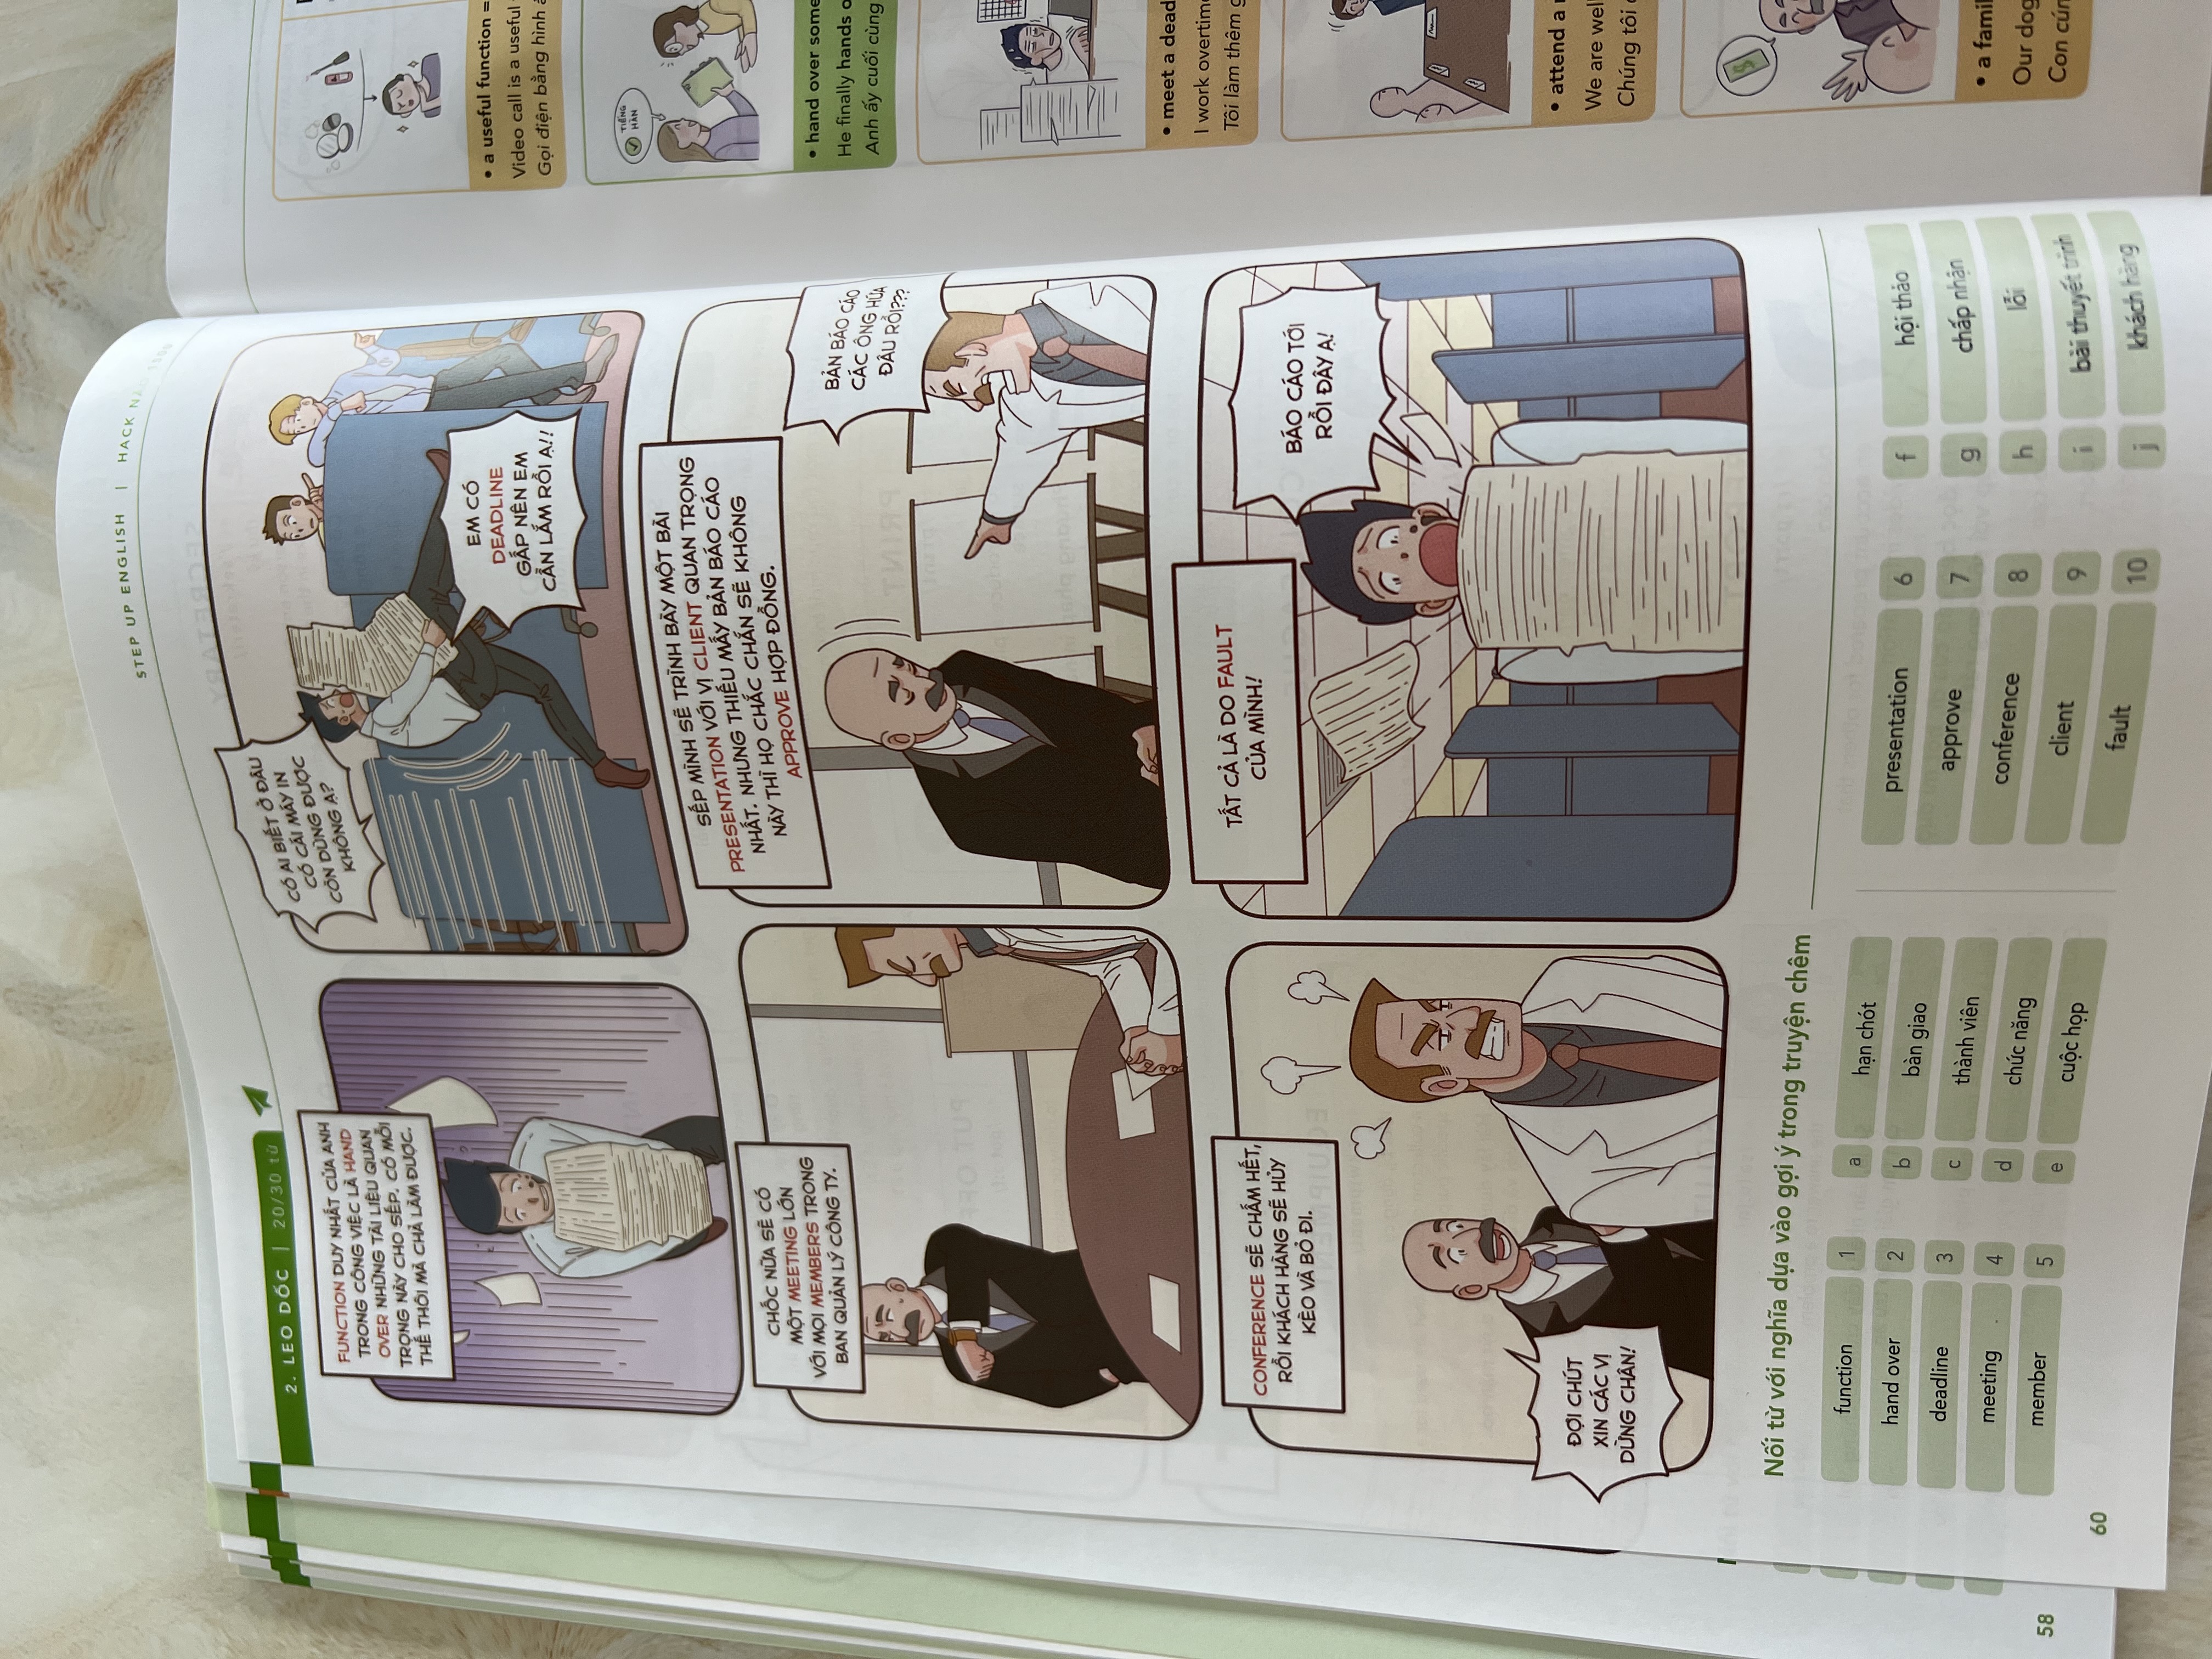 STEP UP ENGLISH | HACK NÃO 1500
2. LEO DỐC | 20/30 từ
FUNCTION DUY NHẤT CỦA ANH
TRONG CÔNG VIỆC LÀ HAND
OVER NHỮNG TÀI LIỆU QUAN
TRỌNG NÀY CHO SẾP. CÓ MỖI
THẾ THÔI MÀ CHẢ LÀM ĐƯỢC.
CÓ AI BIẾT Ở ĐÂU
CÓ CÁI MÁY IN
CÒN DÙNG ĐƯỢC
KHÔNG Ạ?
EM CÓ
DEADLINE
GẤP NÊN EM
CẦN LẮM RỒI Ạ!!
CHỐC NỮA SẼ CÓ
MỘT MEETING LỚN
VỚI MỌI MEMBERS TRONG
BAN QUẢN LÝ CÔNG TY.
SẾP MÌNH SẼ TRÌNH BÀY MỘT BÀI
PRESENTATION VỚI VỊ CLIENT QUAN TRỌNG
NHẤT. NHƯNG THIẾU MẤY BẢN BÁO CÁO
NÀY THÌ HỌ CHẮC CHẮN SẼ KHÔNG
APPROVE HỢP ĐỒNG.
BẢN BÁO CÁO
CÁC ÔNG HỨA
ĐÂU RỒI???
CONFERENCE SẼ CHẤM HẾT,
RỒI KHÁCH HÀNG SẼ HỦY
KÈO VÀ BỎ ĐI.
ĐỢI CHÚT
XIN CÁC VỊ
DỪNG CHÂN!
TẤT CẢ LÀ DO FAULT
CỦA MÌNH!
BÁO CÁO TỚI
RỒI ĐÂY Ạ!
Nối từ với nghĩa dựa vào gợi ý trong truyện chêm
function 1 a hạn chót
hand over 2 b bàn giao
deadline 3 c thành viên
meeting 4 d chức năng
member 5 e cuộc họp
presentation 6 f hội thảo
approve 7 g chấp nhận
conference 8 h lỗi
client 9 i bài thuyết trình
fault 10 j khách hàng
58
60
• a useful function =
Video call is a useful
Gọi điện bằng hình
TIẾNG
HÀN
• hand over some
He finally hands
Anh ấy cuối cùng
• meet a dead
I work overtim
Tôi làm thêm
• attend a
We are wel
Chúng tôi
• a famil
Our dog
Con cún